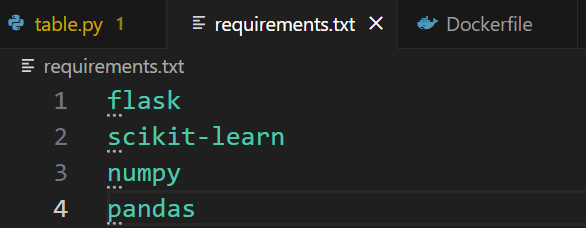 table.py 1 requirements.txt Dockerfile
requirements.txt
1 flask
2 scikit-learn
3 numpy
4 pandas